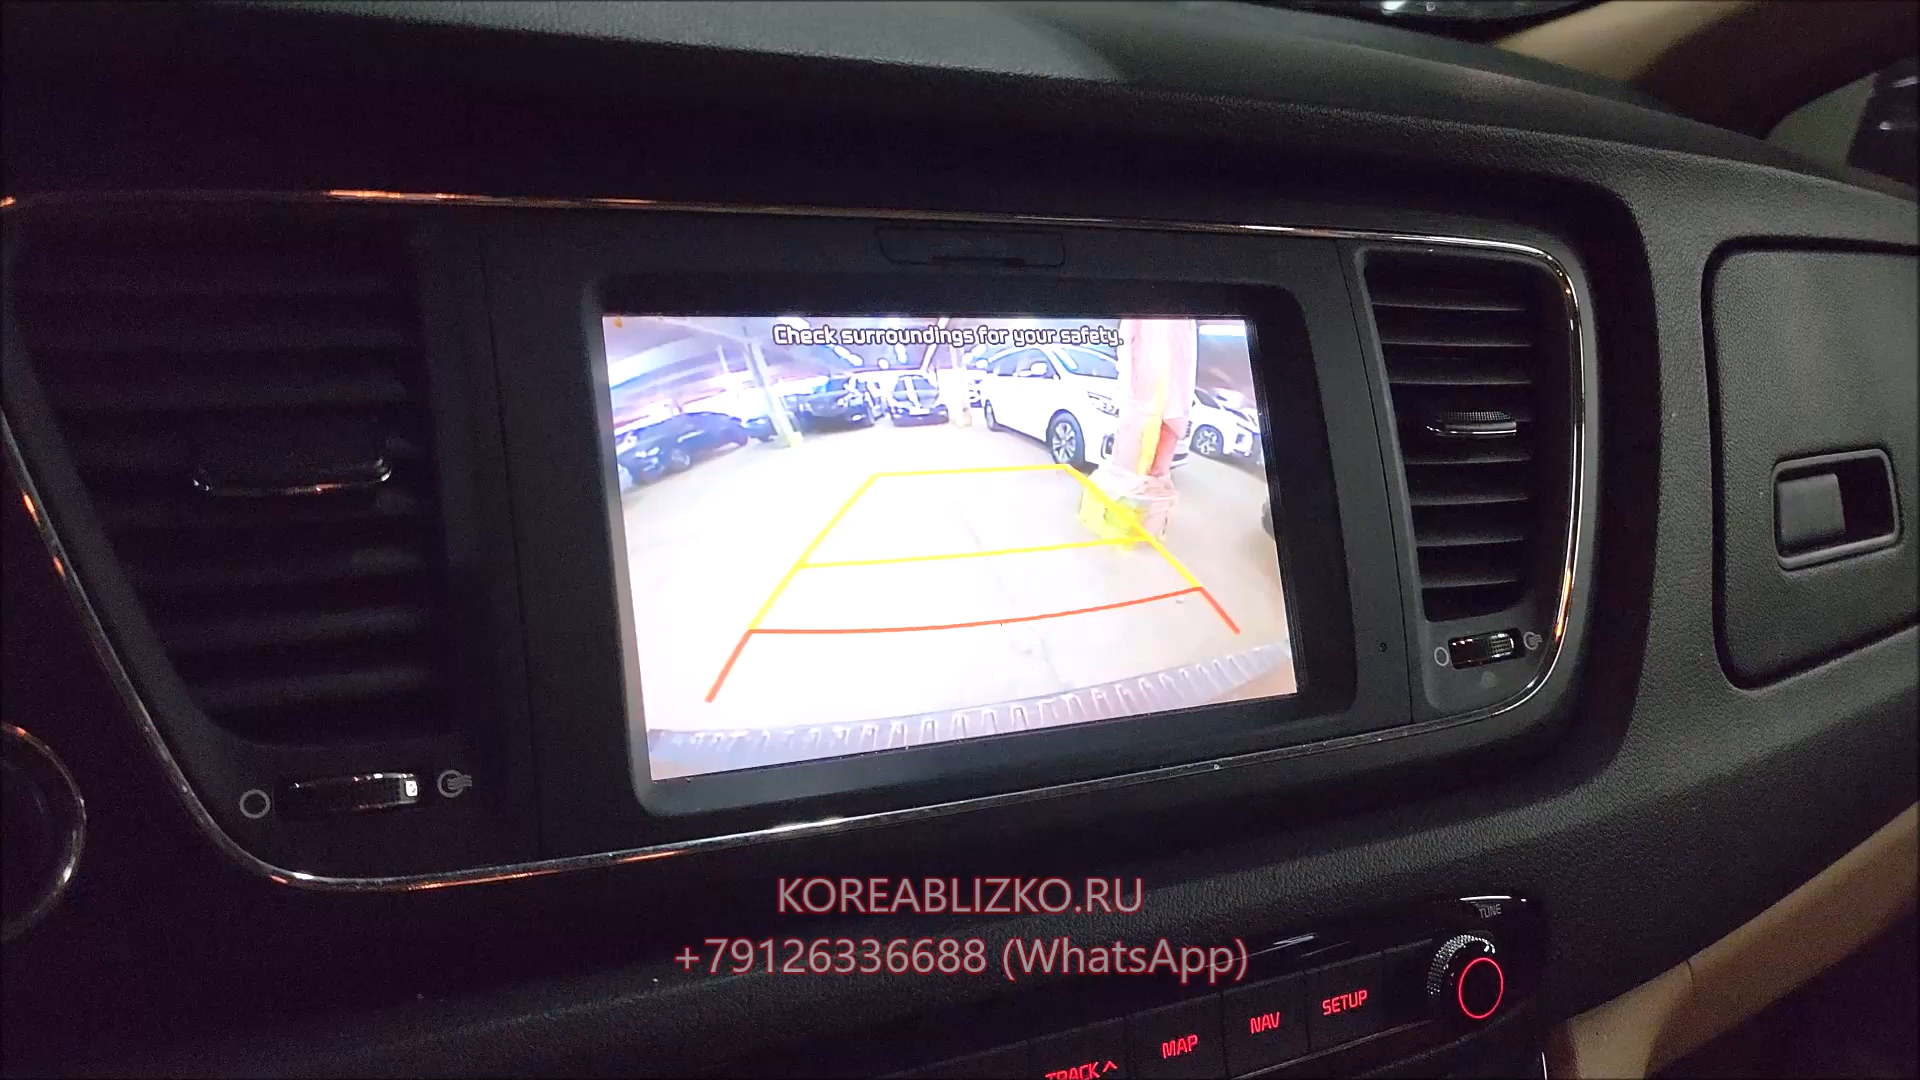 Check surroundings for your safety.
KOREABLIZKO.RU
+79126336688 (WhatsApp)
TUNE
SETUP
NAV
MAP
TRACK ^